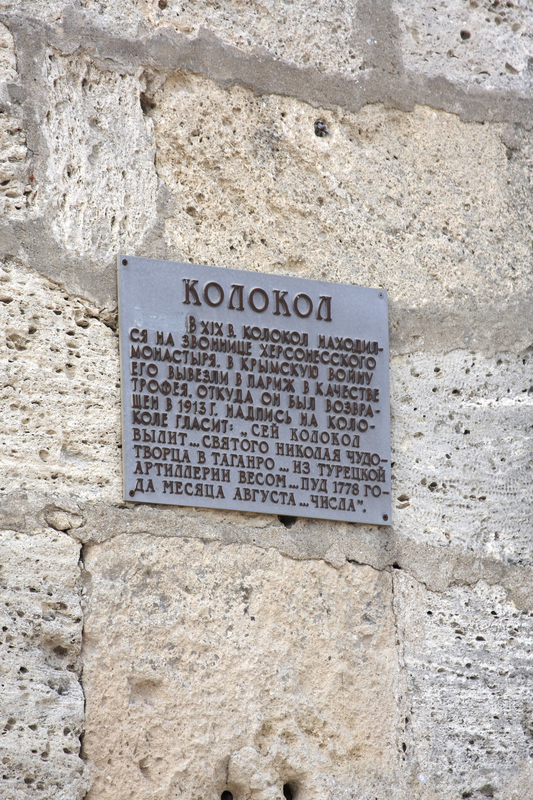 КОЛОКОЛ
В XIX В. КОЛОКОЛ НАХОДИЛ-
СЯ НА ЗВОННИЦЕ ХЕРСОНЕССКОГО
МОНАСТЫРЯ. В КРЫМСКУЮ ВОЙНУ
ЕГО ВЫВЕЗЛИ В ПАРИЖ В КАЧЕСТВЕ
ТРОФЕЯ, ОТКУДА ОН БЫЛ ВОЗВРА-
ЩЕН В 1913 Г. НАДПИСЬ НА КОЛО-
КОЛЕ ГЛАСИТ: „СЕЙ КОЛОКОЛ
ВЫЛИТ... СВЯТОГО НИКОЛАЯ ЧУДО-
ТВОРЦА В ТАГАНРО ... ИЗ ТУРЕЦКОЙ
АРТИЛЛЕРИИ ВЕСОМ ... ПУД 1778 ГО-
ДА МЕСЯЦА АВГУСТА ... ЧИСЛА".